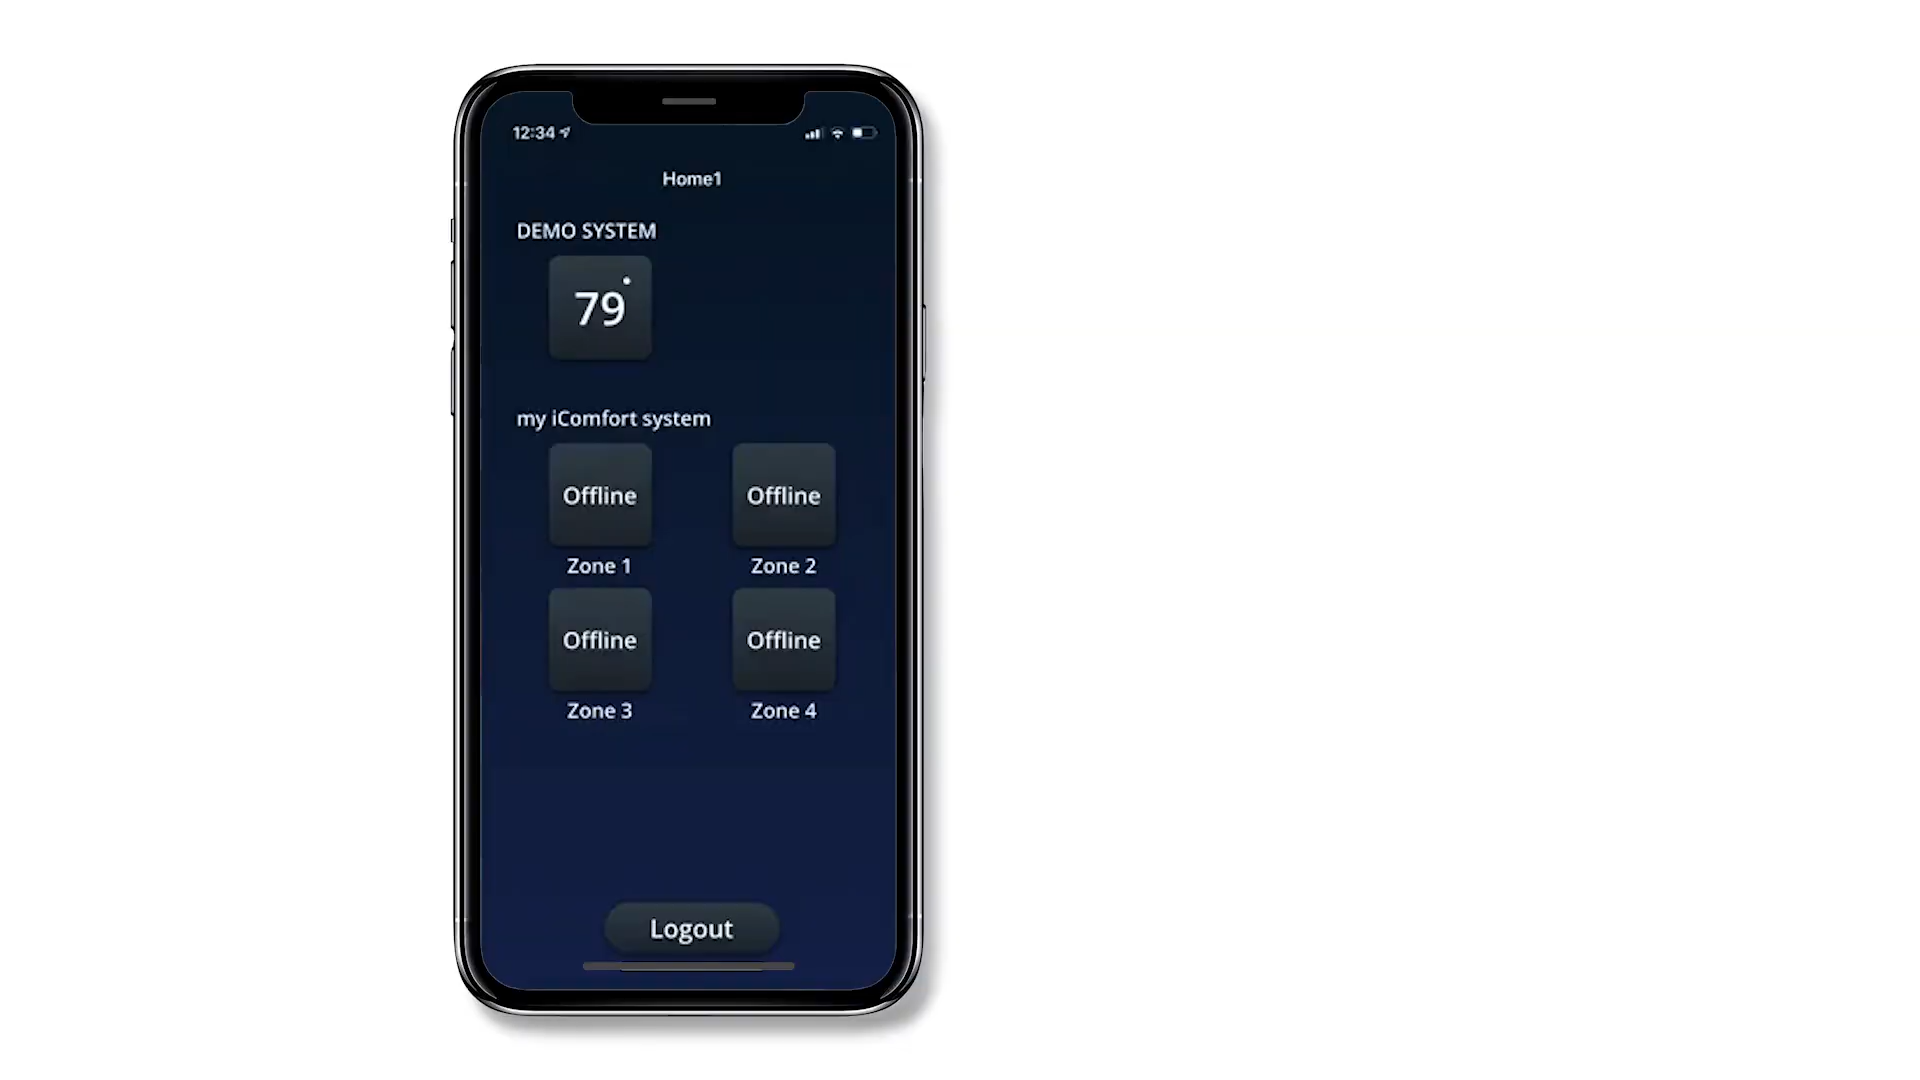 12:34
Home1
DEMO SYSTEM
79°
my iComfort system
Offline Offline
Zone 1 Zone 2
Offline Offline
Zone 3 Zone 4
Logout